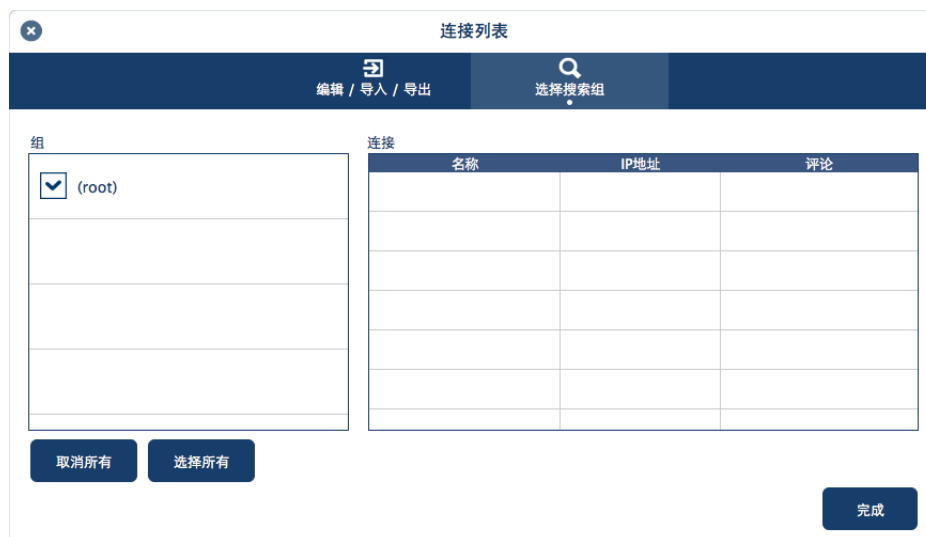 连接列表
编辑 / 导入 / 导出
选择搜索组
组
连接
(root)
名称 IP地址 评论
取消所有 选择所有
完成